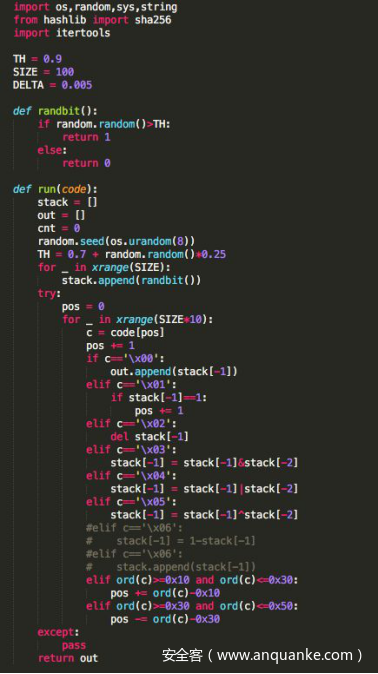 import os,random,sys,string
from hashlib import sha256
import itertools
TH = 0.9
SIZE = 100
DELTA = 0.005
def randbit():
if random.random()>TH:
return 1
else:
return 0
def run(code):
stack = []
out = []
cnt = 0
random.seed(os.urandom(8))
TH = 0.7 + random.random()*0.25
for _ in xrange(SIZE):
stack.append(randbit())
try:
pos = 0
for _ in xrange(SIZE*10):
c = code[pos]
pos += 1
if c=='\x00':
out.append(stack[-1])
elif c=='\x01':
if stack[-1]==1:
pos += 1
elif c=='\x02':
del stack[-1]
elif c=='\x03':
stack[-1] = stack[-1]&stack[-2]
elif c=='\x04':
stack[-1] = stack[-1]|stack[-2]
elif c=='\x05':
stack[-1] = stack[-1]^stack[-2]
#elif c=='\x06':
#    stack[-1] = 1-stack[-1]
#elif c=='\x06':
#    stack.append(stack[-1])
elif ord(c)>=0x10 and ord(c)<=0x30:
pos += ord(c)-0x10
elif ord(c)>=0x30 and ord(c)<=0x50:
pos -= ord(c)-0x30
except:
pass
return out
安全客（www.anquanke.com）